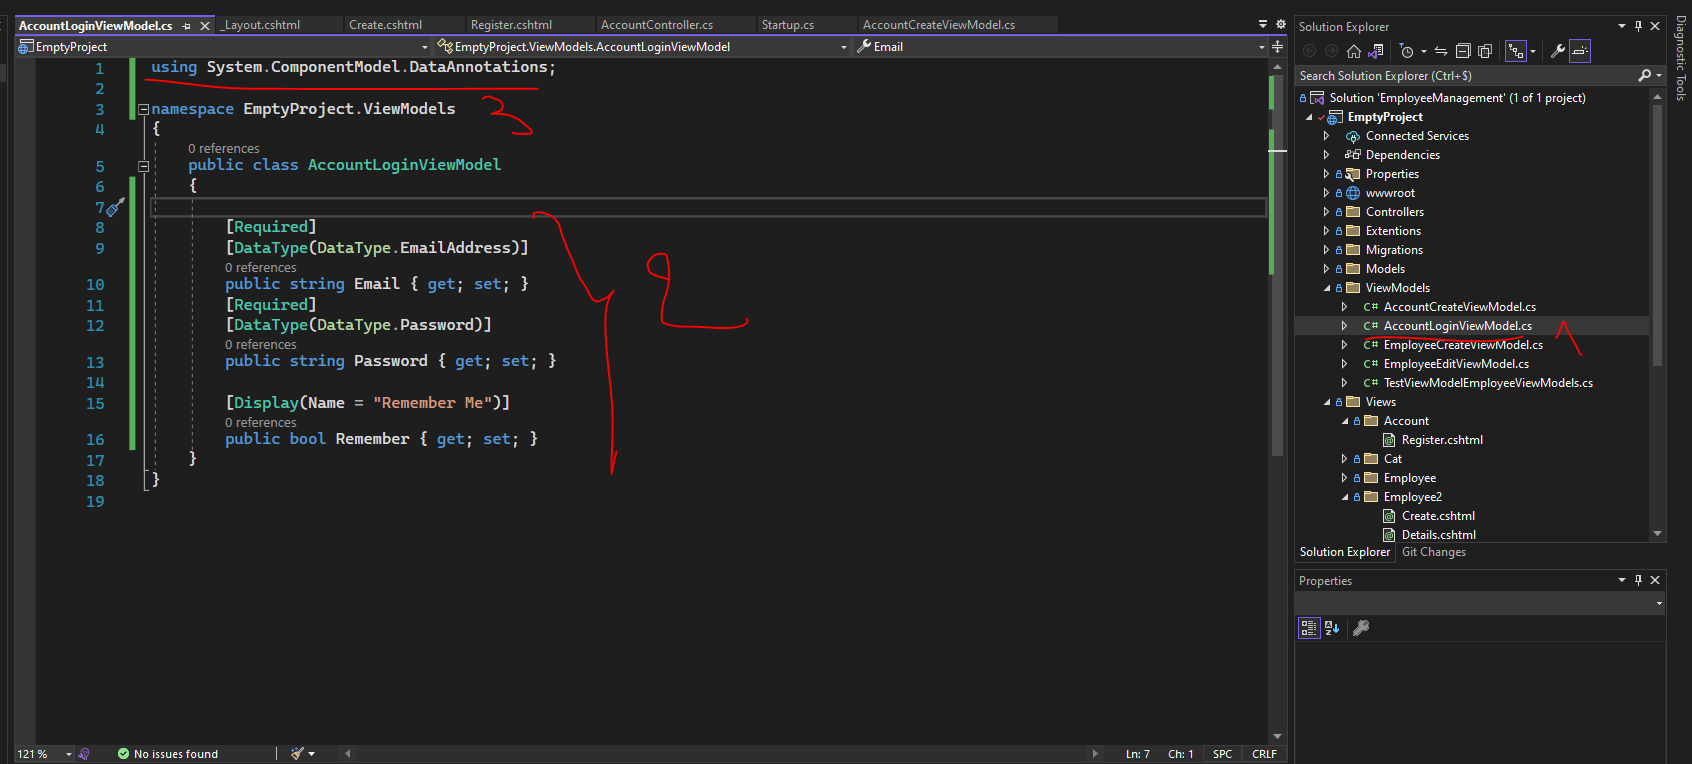 AccountLoginViewModel.cs
_Layout.cshtml
Create.cshtml
Register.cshtml
AccountController.cs
Startup.cs
AccountCreateViewModel.cs
EmptyProject
EmptyProject.ViewModels.AccountLoginViewModel
Email
1 using System.ComponentModel.DataAnnotations;
2
3 namespace EmptyProject.ViewModels
3
4 {
0 references
5 public class AccountLoginViewModel
6 {
7
8 [Required]
9 [DataType(DataType.EmailAddress)]
0 references
10 public string Email { get; set; }
11 [Required]
12 [DataType(DataType.Password)]
0 references
13 public string Password { get; set; }
14
15 [Display(Name = "Remember Me")]
0 references
16 public bool Remember { get; set; }
17 }
18 }
19
2
121 %
No issues found
Ln: 7 Ch: 1 SPC CRLF
Solution Explorer
Search Solution Explorer (Ctrl+$)
Solution 'EmployeeManagement' (1 of 1 project)
EmptyProject
Connected Services
Dependencies
Properties
wwwroot
Controllers
Extentions
Migrations
Models
ViewModels
C# AccountCreateViewModel.cs
C# AccountLoginViewModel.cs
C# EmployeeCreateViewModel.cs
C# EmployeeEditViewModel.cs
C# TestViewModelEmployeeViewModels.cs
Views
Account
Register.cshtml
Cat
Employee
Employee2
Create.cshtml
Details.cshtml
Solution Explorer Git Changes
Properties
Diagnostic Tools